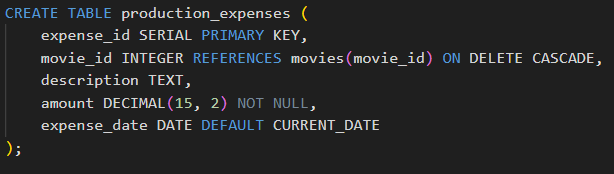 CREATE TABLE production_expenses (
    expense_id SERIAL PRIMARY KEY,
    movie_id INTEGER REFERENCES movies(movie_id) ON DELETE CASCADE,
    description TEXT,
    amount DECIMAL(15, 2) NOT NULL,
    expense_date DATE DEFAULT CURRENT_DATE
);